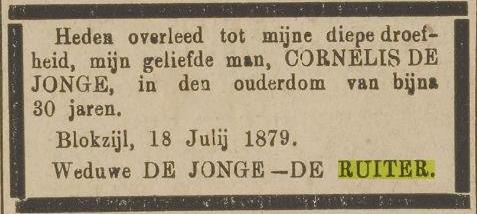 Heden overleed tot mijne diepe droef-
heid, mijn geliefde man, CORNELIS DE
JONGE, in den ouderdom van bijna
30 jaren.
Blokzijl, 18 Julij 1879.
Weduwe DE JONGE—DE RUITER.